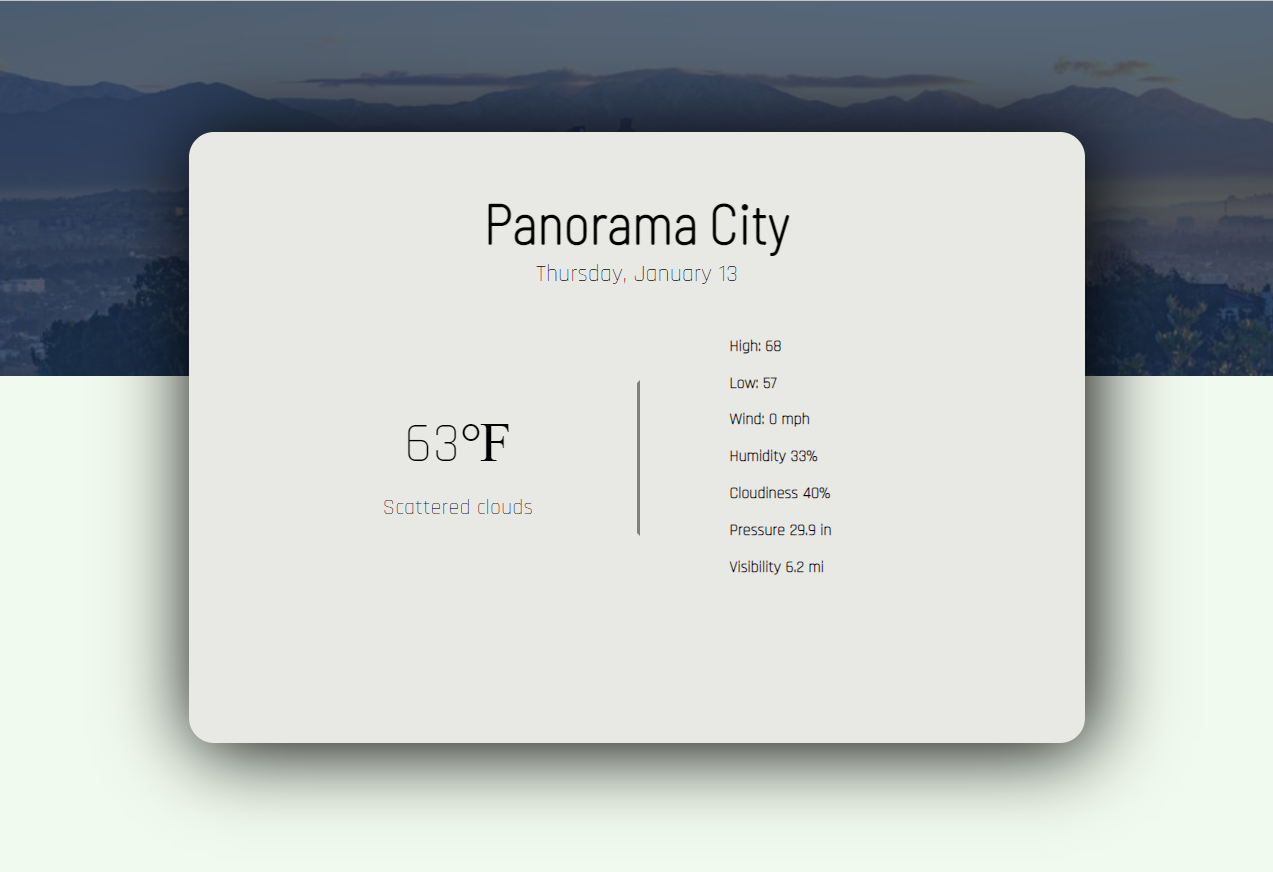 Panorama City
Thursday, January 13
63°F
Scattered clouds
High: 68
Low: 57
Wind: 0 mph
Humidity 33%
Cloudiness 40%
Pressure 29.9 in
Visibility 6.2 mi